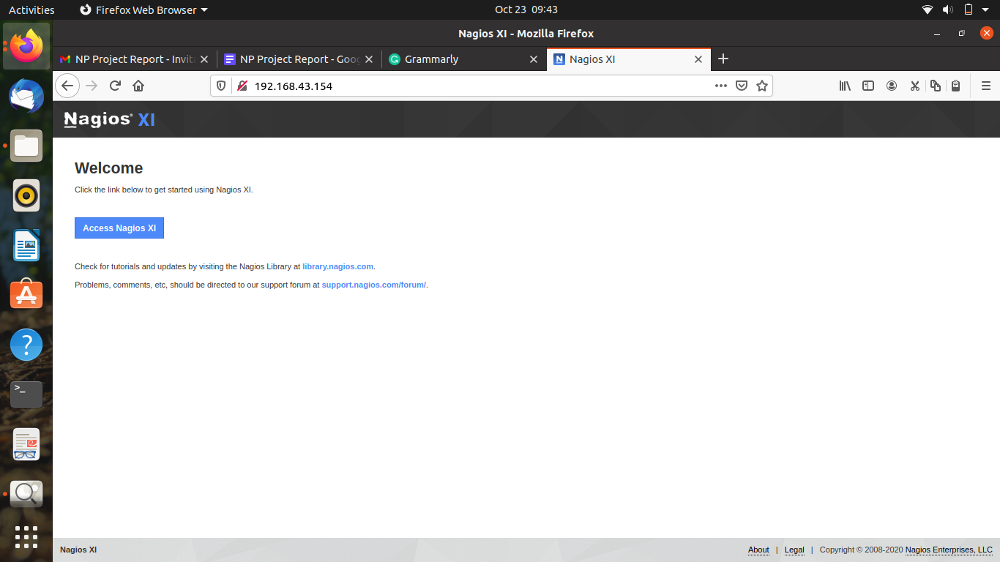 Activities Firefox Web Browser Oct 23 09:43
Nagios XI - Mozilla Firefox
NP Project Report - Invit NP Project Report - Goo Grammarly Nagios XI
192.168.43.154
Nagios® XI
Welcome
Click the link below to get started using Nagios XI.
Access Nagios XI
Check for tutorials and updates by visiting the Nagios Library at library.nagios.com.
Problems, comments, etc, should be directed to our support forum at support.nagios.com/forum/.
Nagios XI About | Legal | Copyright © 2008-2020 Nagios Enterprises, LLC